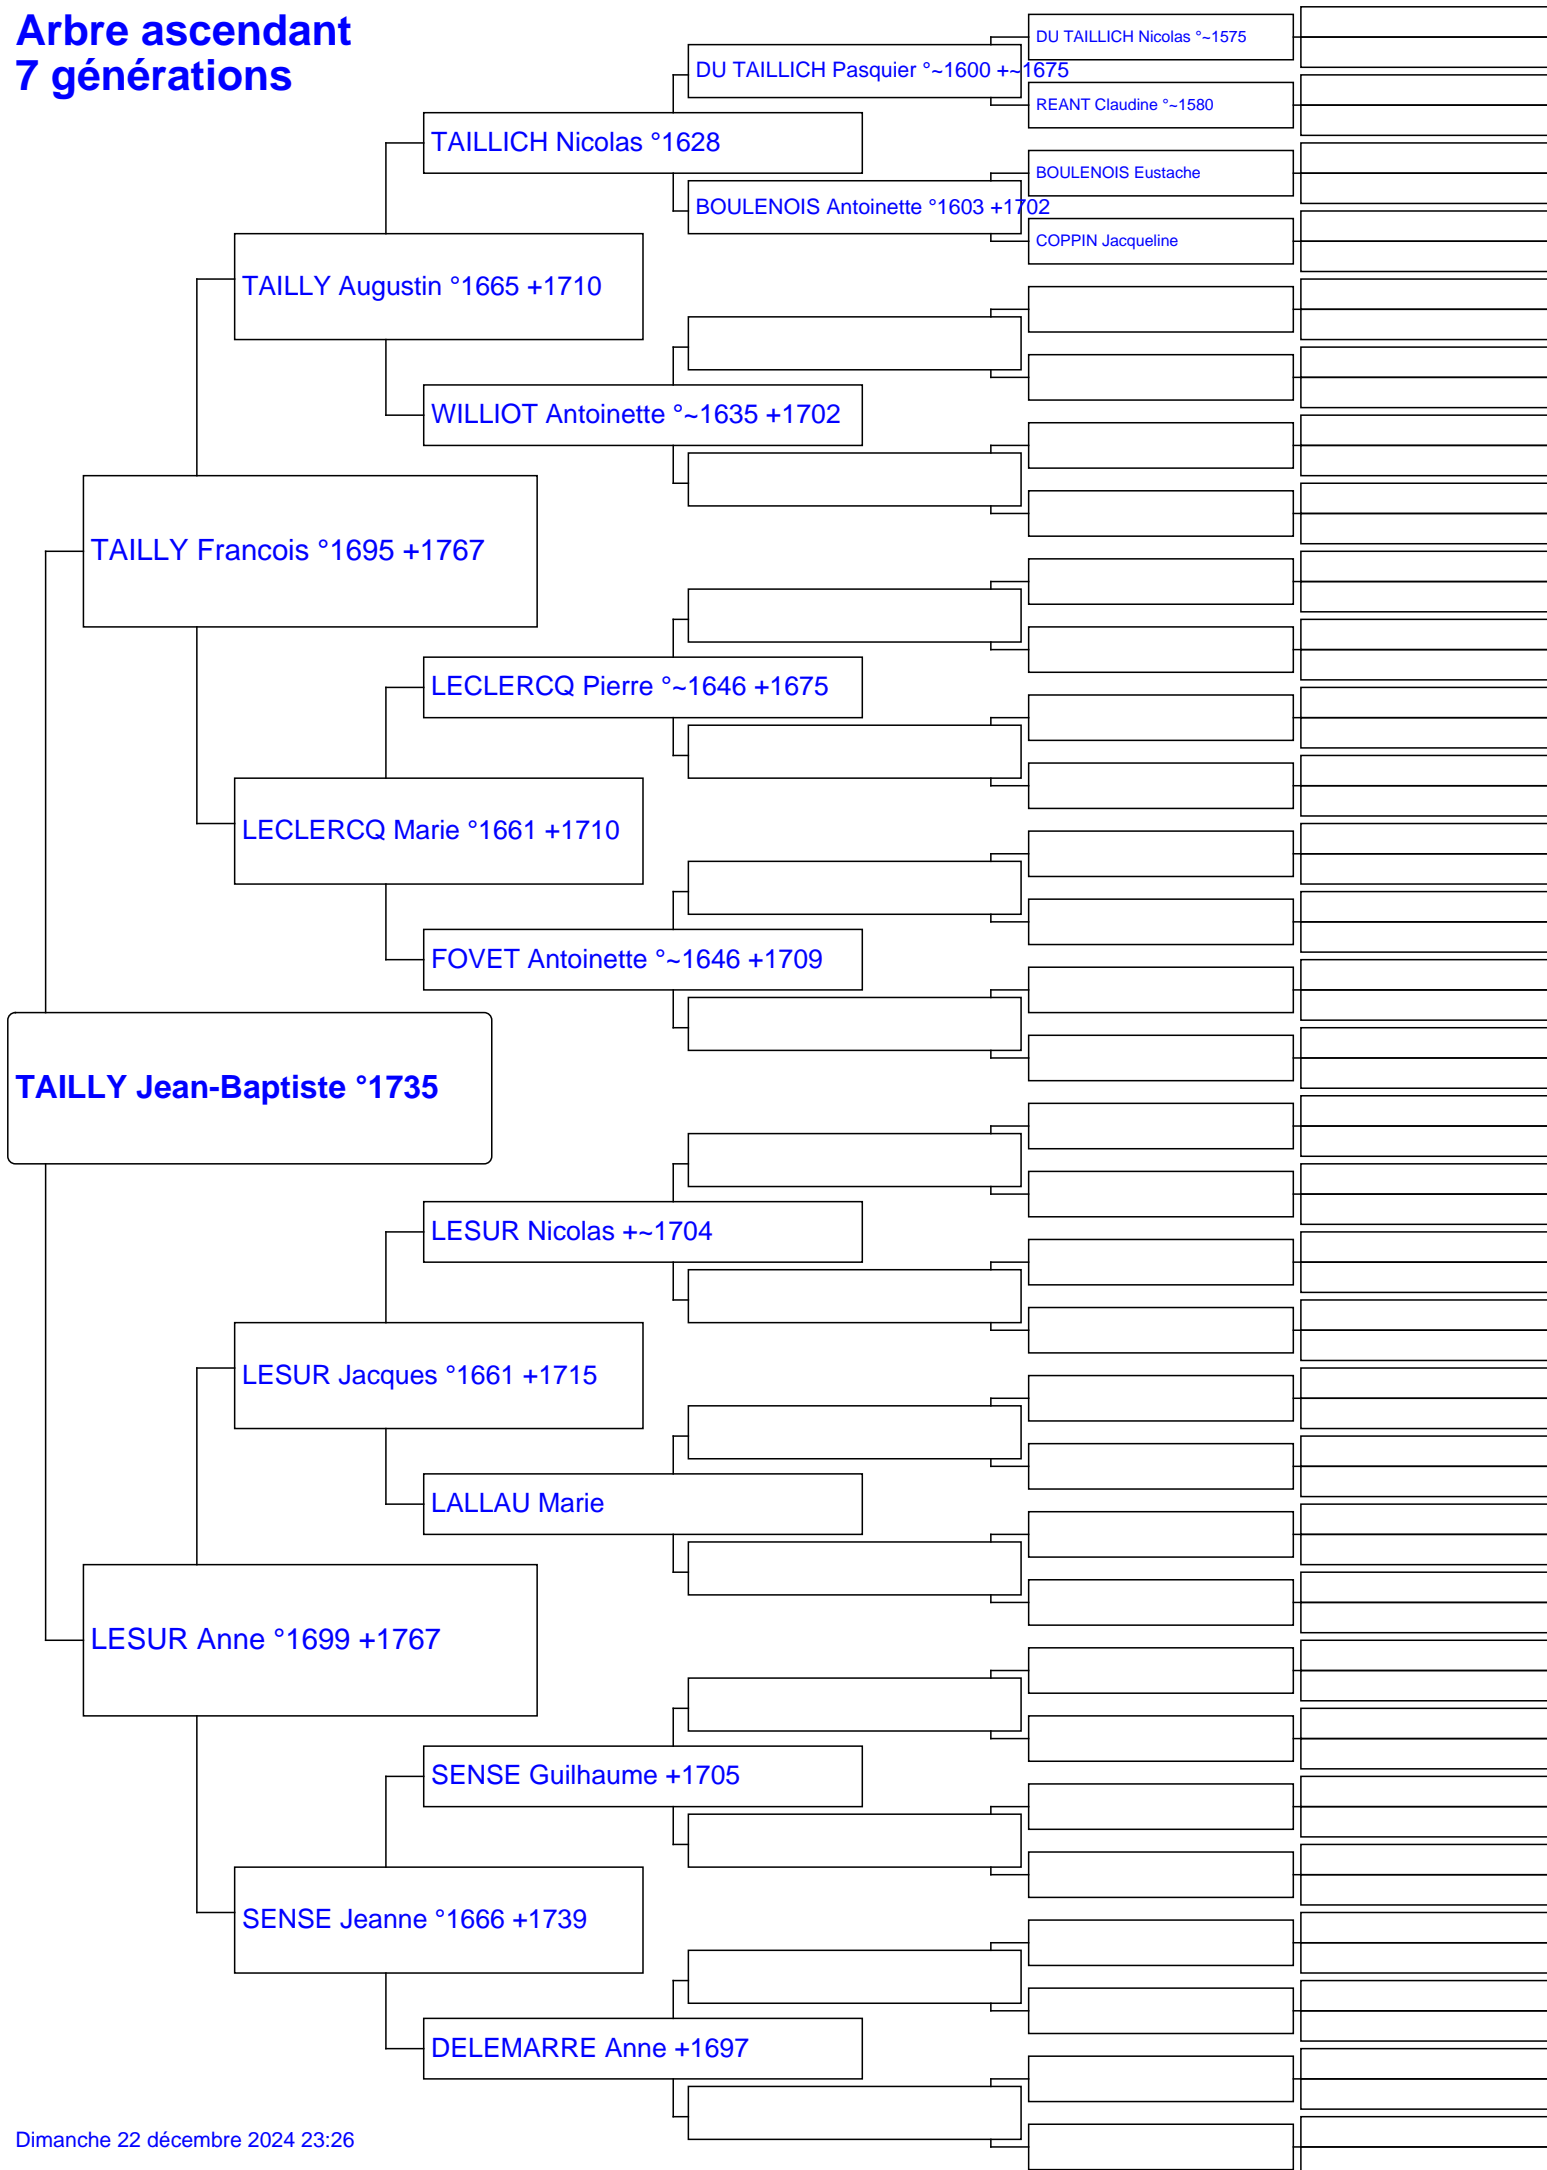 Arbre ascendant
7 générations
DU TAILLICH Nicolas °~1575
DU TAILLICH Pasquier °~1600 +~1675
REANT Claudine °~1580
TAILLICH Nicolas °1628
BOULENOIS Eustache
BOULENOIS Antoinette °1603 +1702
COPPIN Jacqueline
TAILLY Augustin °1665 +1710
WILLIOT Antoinette °~1635 +1702
TAILLY Francois °1695 +1767
LECLERCQ Pierre °~1646 +1675
LECLERCQ Marie °1661 +1710
FOVET Antoinette °~1646 +1709
TAILLY Jean-Baptiste °1735
LESUR Nicolas +~1704
LESUR Jacques °1661 +1715
LALLAU Marie
LESUR Anne °1699 +1767
SENSE Guilhaume +1705
SENSE Jeanne °1666 +1739
DELEMARRE Anne +1697
Dimanche 22 décembre 2024 23:26